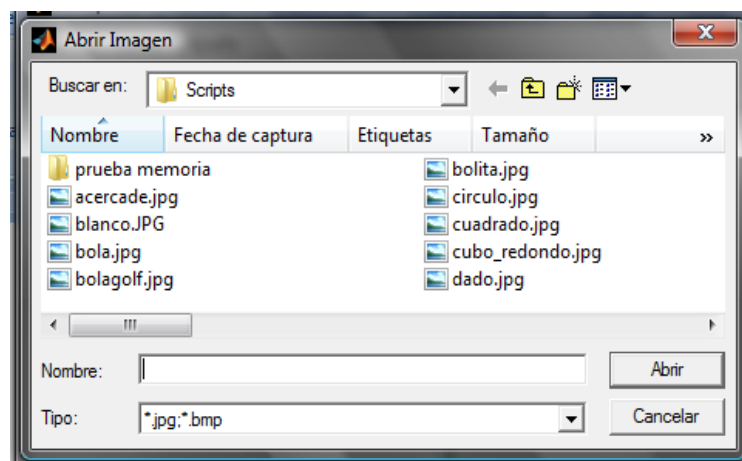 Abrir Imagen
Buscar en: Scripts
Nombre Fecha de captura Etiquetas Tamaño »
prueba memoria
acercade.jpg
blanco.JPG
bola.jpg
bolagolf.jpg
bolita.jpg
circulo.jpg
cuadrado.jpg
cubo_redondo.jpg
dado.jpg
Nombre: Abrir
Tipo: *.jpg;*.bmp Cancelar